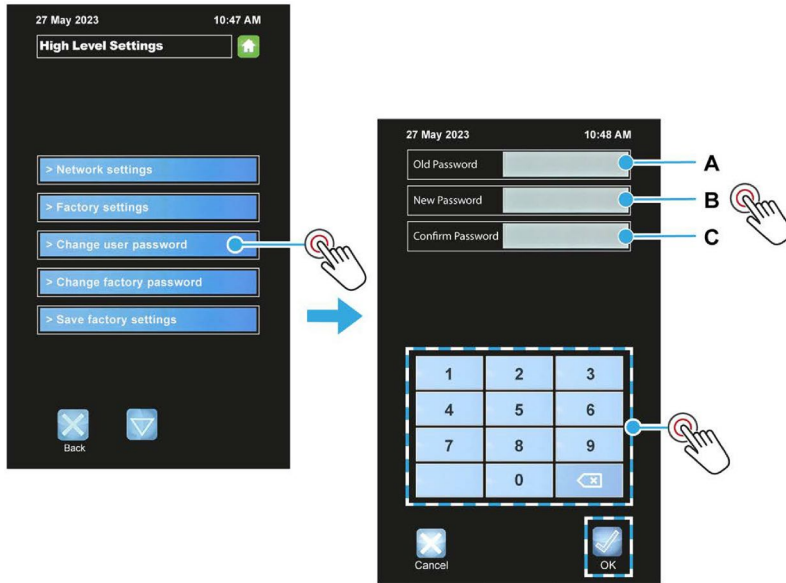 27 May 2023 10:47 AM
High Level Settings
> Network settings
> Factory settings
> Change user password
> Change factory password
> Save factory settings
Back
27 May 2023 10:48 AM
Old Password A
New Password B
Confirm Password C
1 2 3
4 5 6
7 8 9
0
Cancel OK